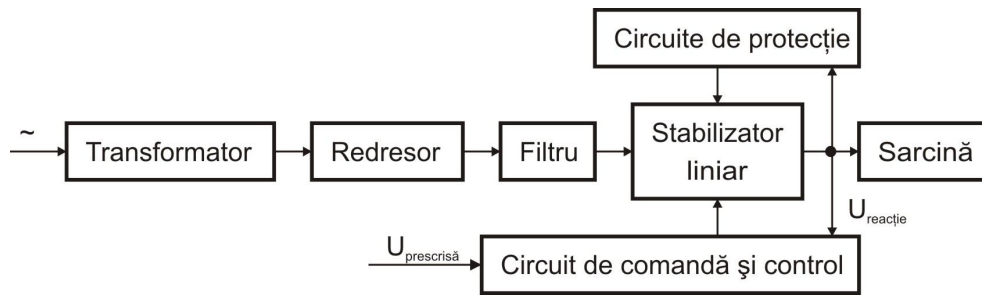 Circuite de protecție
~
Transformator
Redresor
Filtru
Stabilizator
liniar
Sarcină
U reacție
U prescrisă
Circuit de comandă şi control